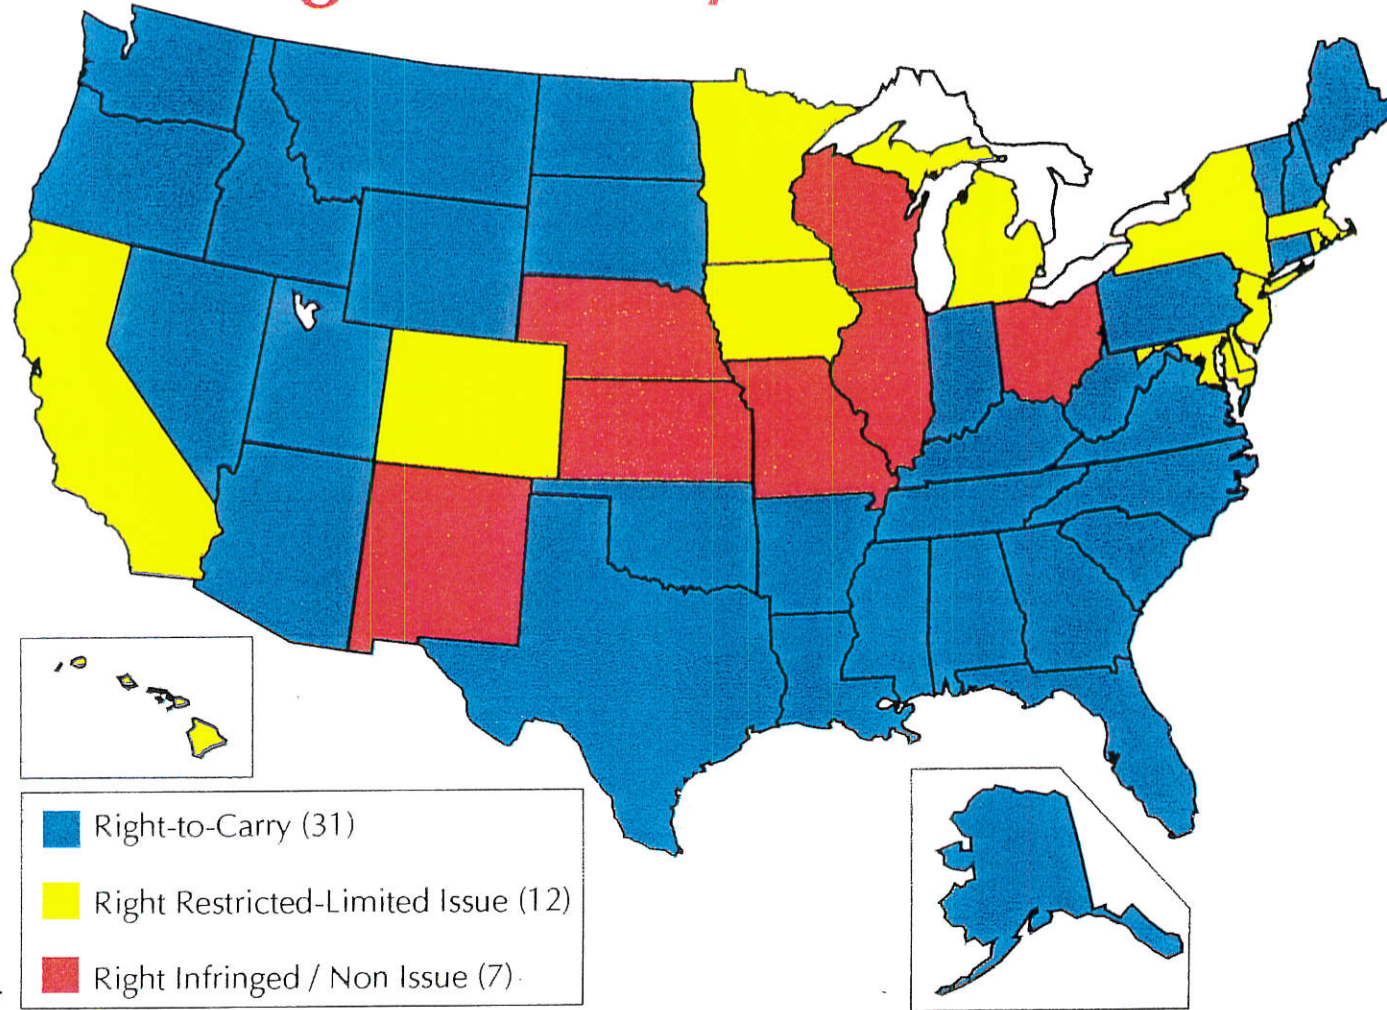 Right-to-Carry (31)
Right Restricted-Limited Issue (12)
Right Infringed / Non Issue (7)